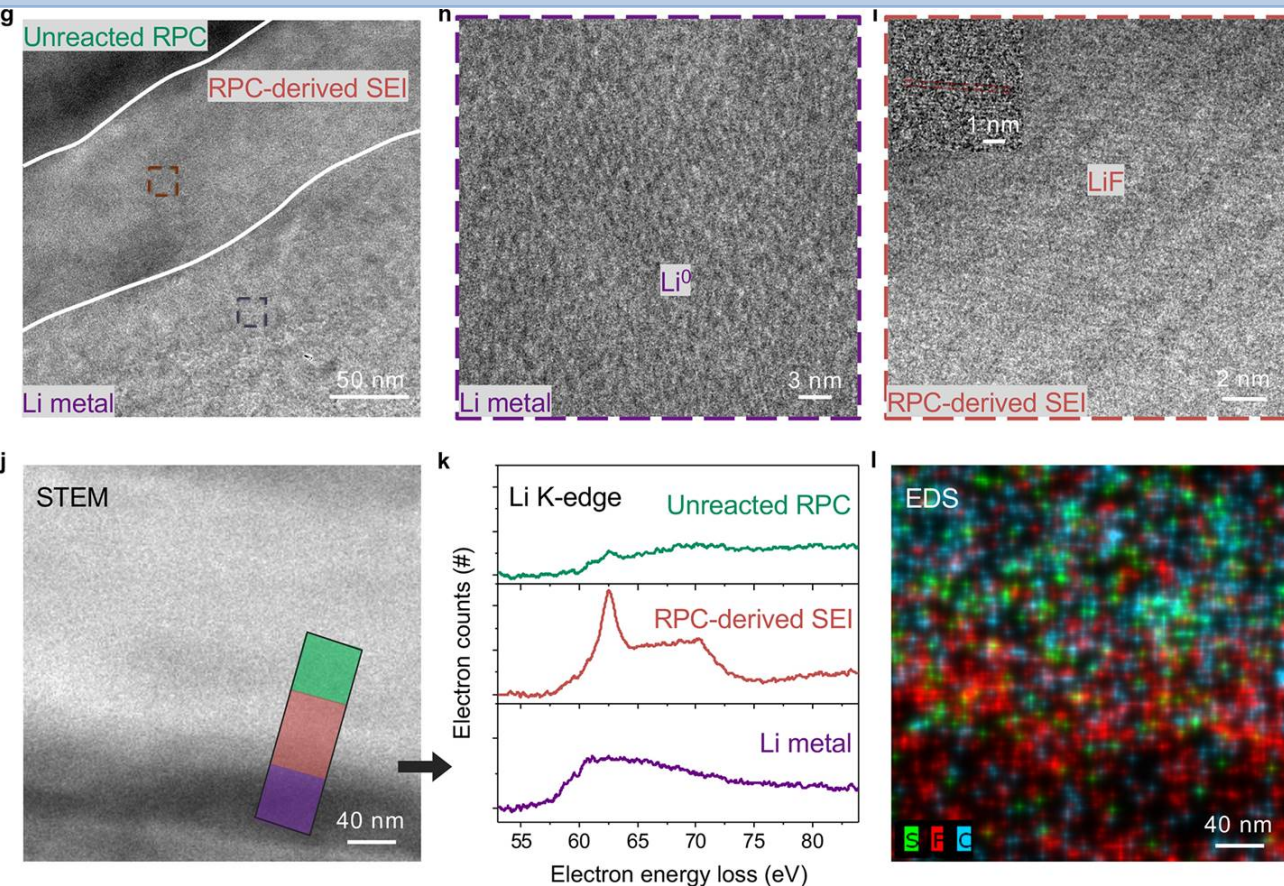 g
Unreacted RPC
RPC-derived SEI
50 nm
Li metal
h
Li⁰
3 nm
Li metal
i
1 nm
LiF
2 nm
RPC-derived SEI
j
STEM
40 nm
k
Li K-edge
Unreacted RPC
RPC-derived SEI
Li metal
Electron counts (#)
55 60 65 70 75 80
Electron energy loss (eV)
l
EDS
S F C
40 nm